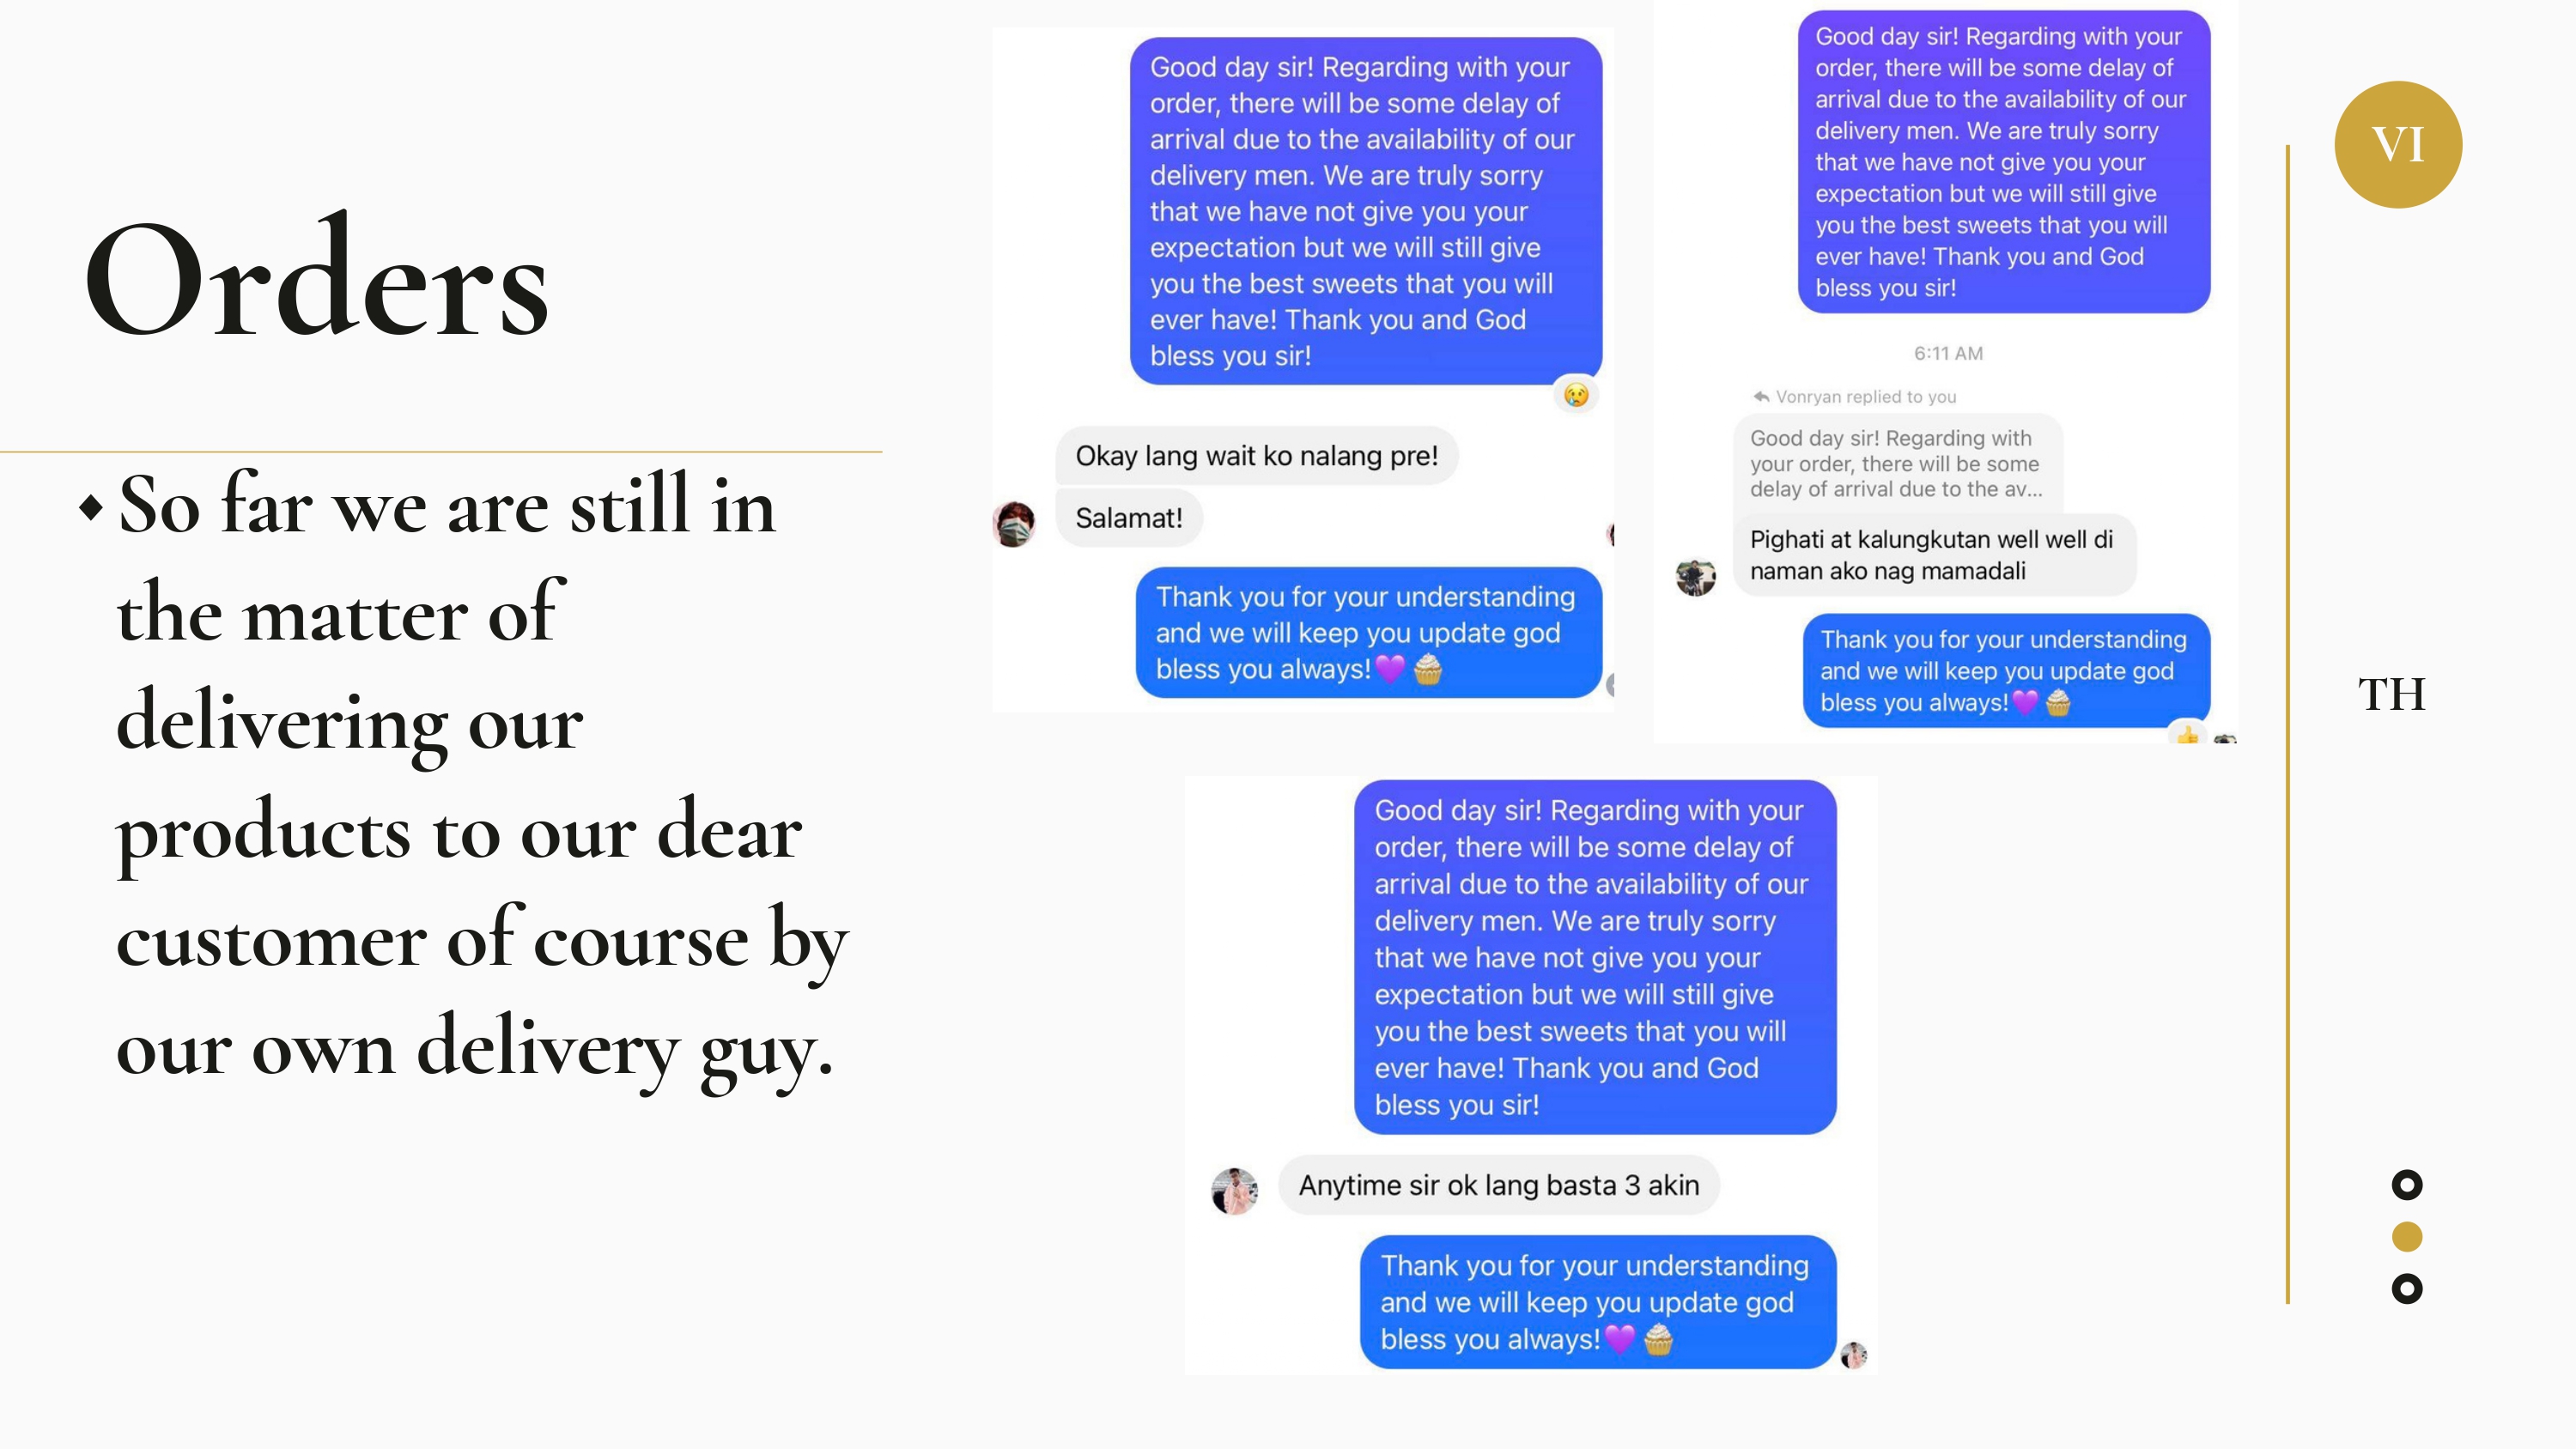 Orders
So far we are still in
the matter of
delivering our
products to our dear
customer of course by
our own delivery guy.
Good day sir! Regarding with your
order, there will be some delay of
arrival due to the availability of our
delivery men. We are truly sorry
that we have not give you your
expectation but we will still give
you the best sweets that you will
ever have! Thank you and God
bless you sir!
Okay lang wait ko nalang pre!
Salamat!
Thank you for your understanding
and we will keep you update god
bless you always!💜🧁
Good day sir! Regarding with your
order, there will be some delay of
arrival due to the availability of our
delivery men. We are truly sorry
that we have not give you your
expectation but we will still give
you the best sweets that you will
ever have! Thank you and God
bless you sir!
6:11 AM
Vonryan replied to you
Good day sir! Regarding with
your order, there will be some
delay of arrival due to the av...
Pighati at kalungkutan well well di
naman ako nag mamadali
Thank you for your understanding
and we will keep you update god
bless you always!💜🧁
Good day sir! Regarding with your
order, there will be some delay of
arrival due to the availability of our
delivery men. We are truly sorry
that we have not give you your
expectation but we will still give
you the best sweets that you will
ever have! Thank you and God
bless you sir!
Anytime sir ok lang basta 3 akin
Thank you for your understanding
and we will keep you update god
bless you always!💜🧁
VI
TH